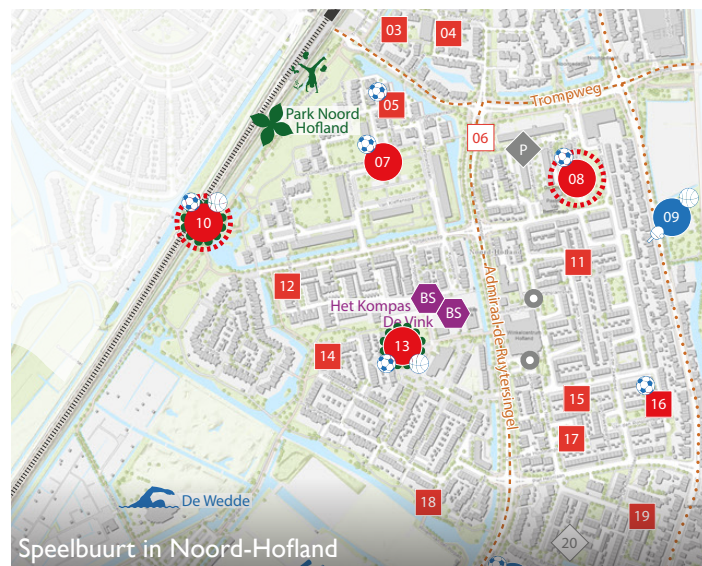 03
04
05
Trompweg
Park Noord
Hofland
06
P
07
08
10
09
11
12
Het Kompas
BS
De Vink
BS
Admiraal de Ruytersingel
13
14
15
16
17
De Wedde
18
19
20
Speelbuurt in Noord-Hofland